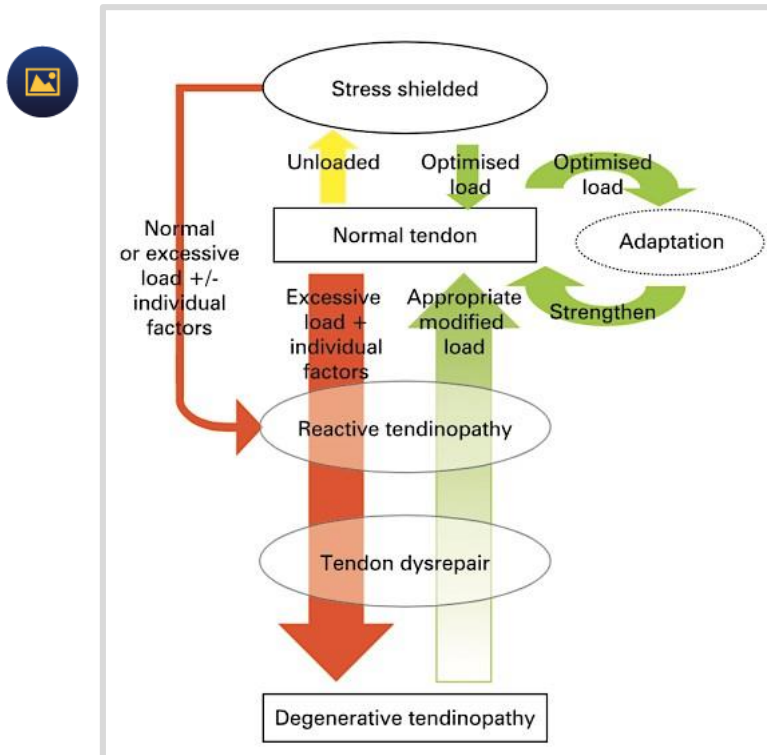 Stress shielded
Unloaded
Optimised
load
Optimised
load
Normal
or excessive
load +/-
individual
factors
Normal tendon
Adaptation
Excessive
load +
individual
factors
Appropriate
modified
load
Strengthen
Reactive tendinopathy
Tendon dysrepair
Degenerative tendinopathy